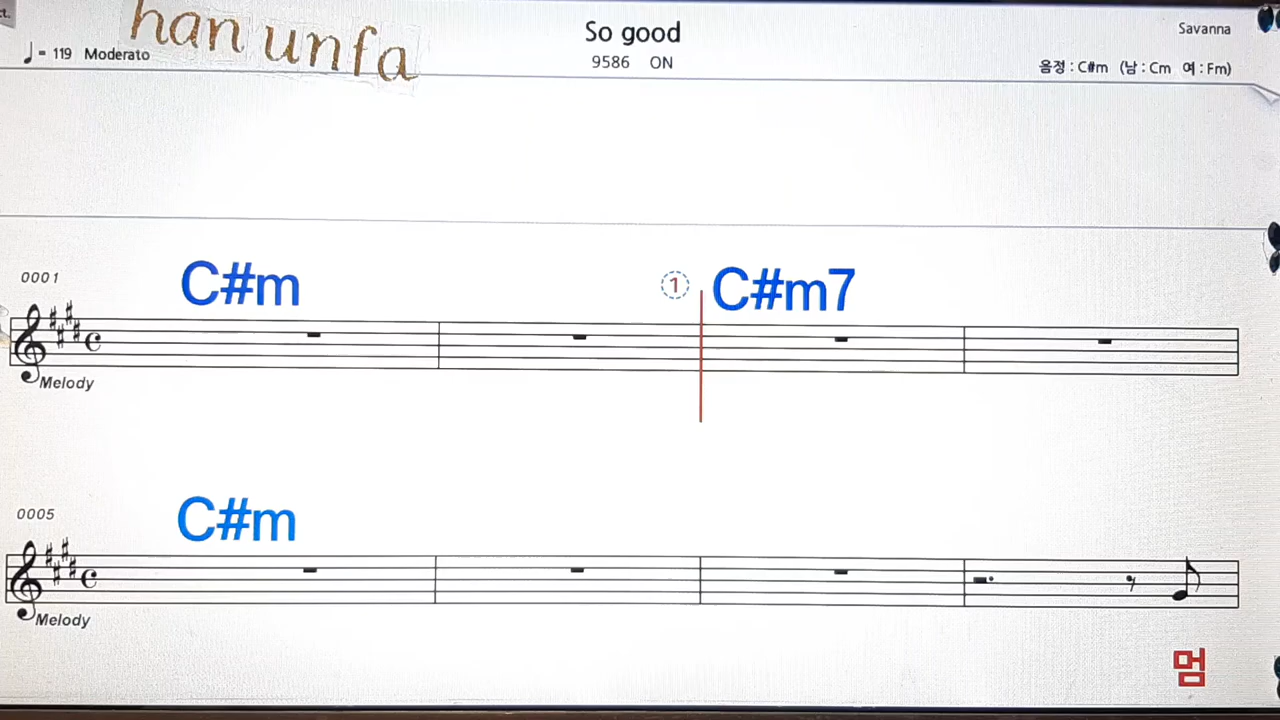 ct.
han unfa
So good
Savanna
♩= 119 Moderato
9586 ON
음정 : C#m (남 : Cm 여 : Fm)
0001
C#m
1
C#m7
Melody
0005
C#m
Melody
멈